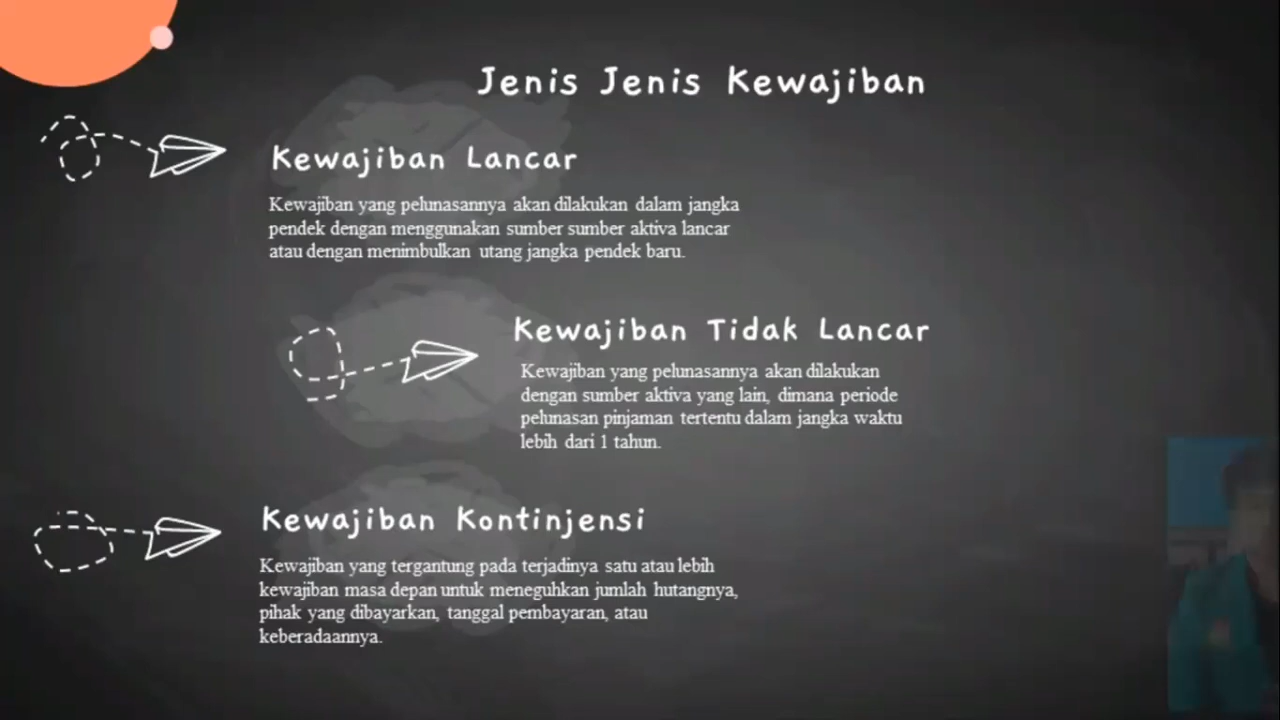 Jenis Jenis Kewajiban
Kewajiban Lancar
Kewajiban yang pelunasannya akan dilakukan dalam jangka
pendek dengan menggunakan sumber sumber aktiva lancar
atau dengan menimbulkan utang jangka pendek baru.
Kewajiban Tidak Lancar
Kewajiban yang pelunasannya akan dilakukan
dengan sumber aktiva yang lain, dimana periode
pelunasan pinjaman tertentu dalam jangka waktu
lebih dari 1 tahun.
Kewajiban Kontinjensi
Kewajiban yang tergantung pada terjadinya satu atau lebih
kewajiban masa depan untuk meneguhkan jumlah hutangnya,
pihak yang dibayarkan, tanggal pembayaran, atau
keberadaannya.